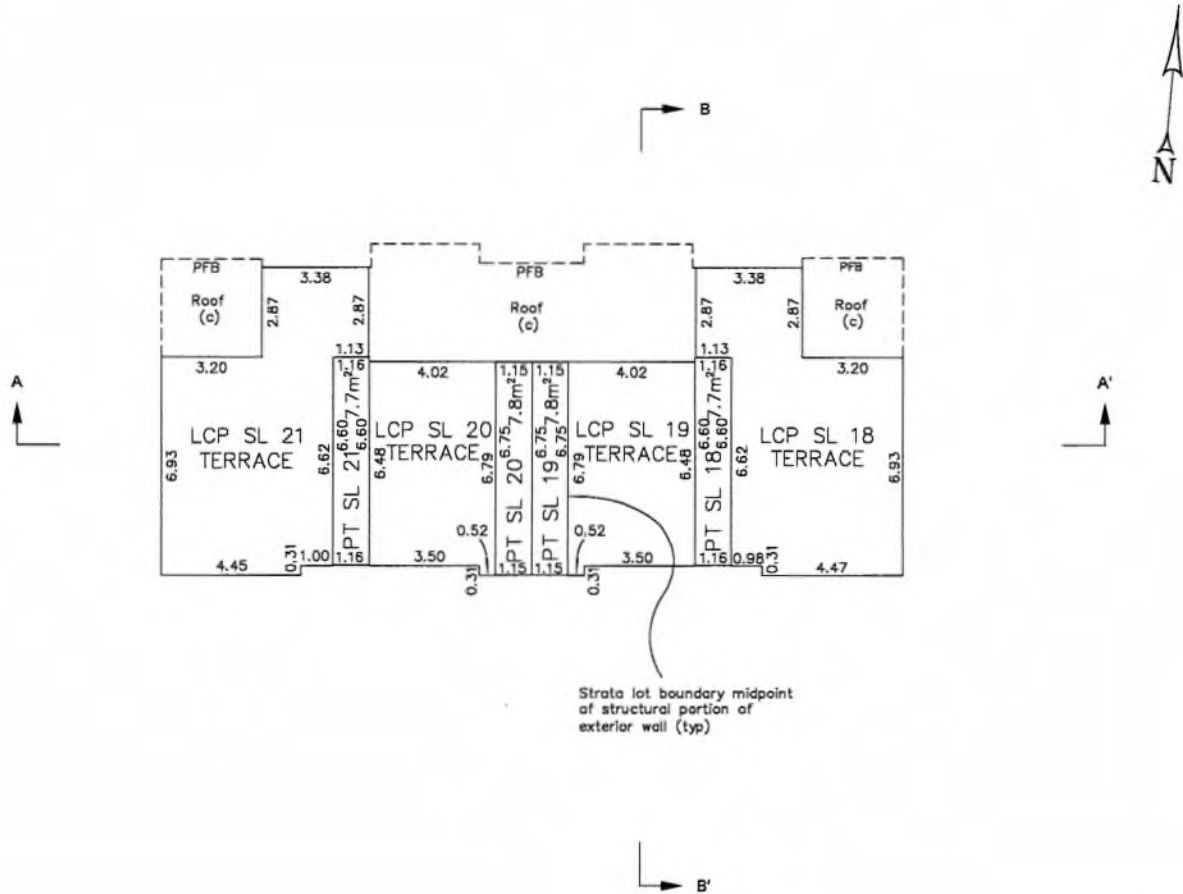 B
N
PFB
3.38
PFB
3.38
PFB
Roof
(c)
2.87
2.87
Roof
(c)
2.87
2.87
Roof
(c)
3.20
1.13
1.13
3.20
A
1.16
4.02
1.15
1.15
4.02
1.16
A'
LCP SL 21
TERRACE
6.93
6.62
6.60
PT SL 21
7.7m²
6.60
6.48
LCP SL 20
TERRACE
6.79
6.75
PT SL 20
7.8m²
6.75
PT SL 19
7.8m²
6.75
6.79
LCP SL 19
TERRACE
6.48
6.60
PT SL 18
7.7m²
6.60
6.62
LCP SL 18
TERRACE
6.93
4.45
0.31
1.00
1.16
3.50
0.52
0.31
1.15
1.15
0.52
0.31
3.50
1.16
0.98
0.31
4.47
Strata lot boundary midpoint
of structural portion of
exterior wall (typ)
B'